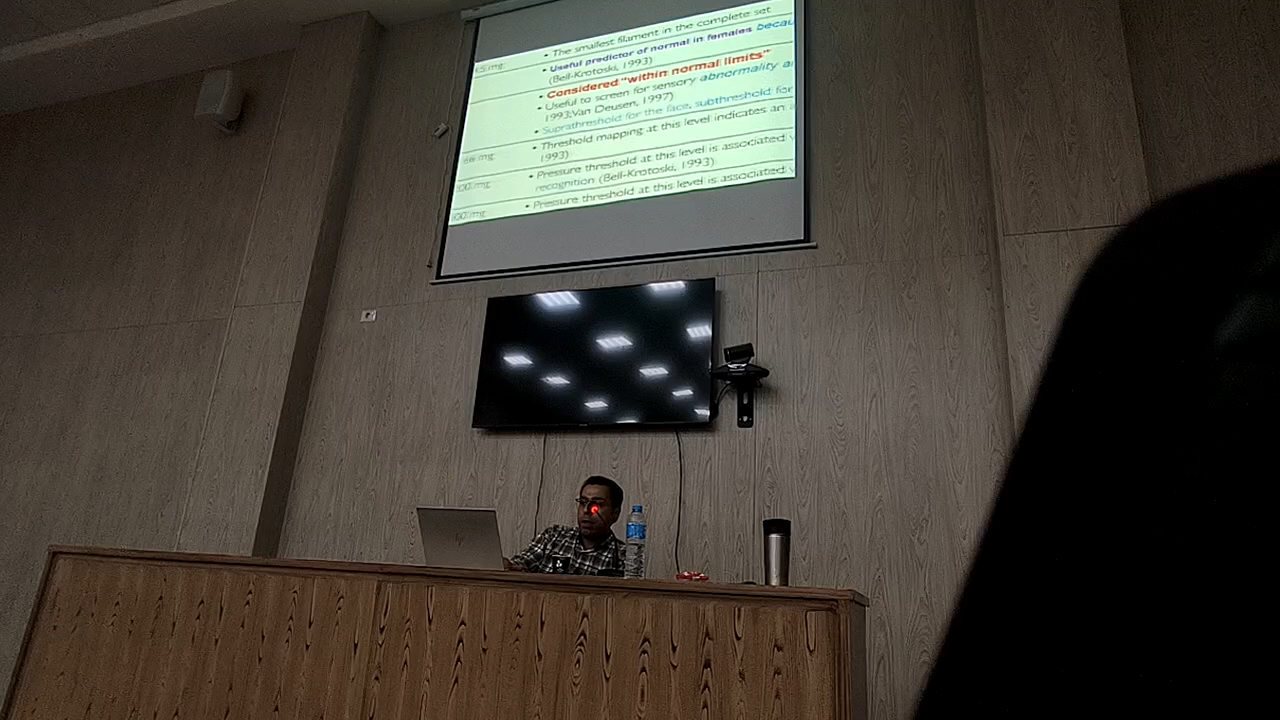 • The smallest filament in the complete set
• Useful predictor of normal in females becau
(Bell-Krotoski, 1993)
• Considered "within normal limits"
• Useful to screen for sensory abnormality a
1993;Van Deusen, 1997)
• Suprathreshold for the face, subthreshold for
• Threshold mapping at this level indicates an
1993)
• Pressure threshold at this level is associated
recognition (Bell-Krotoski, 1993)
• Pressure threshold at this level is associated
hp